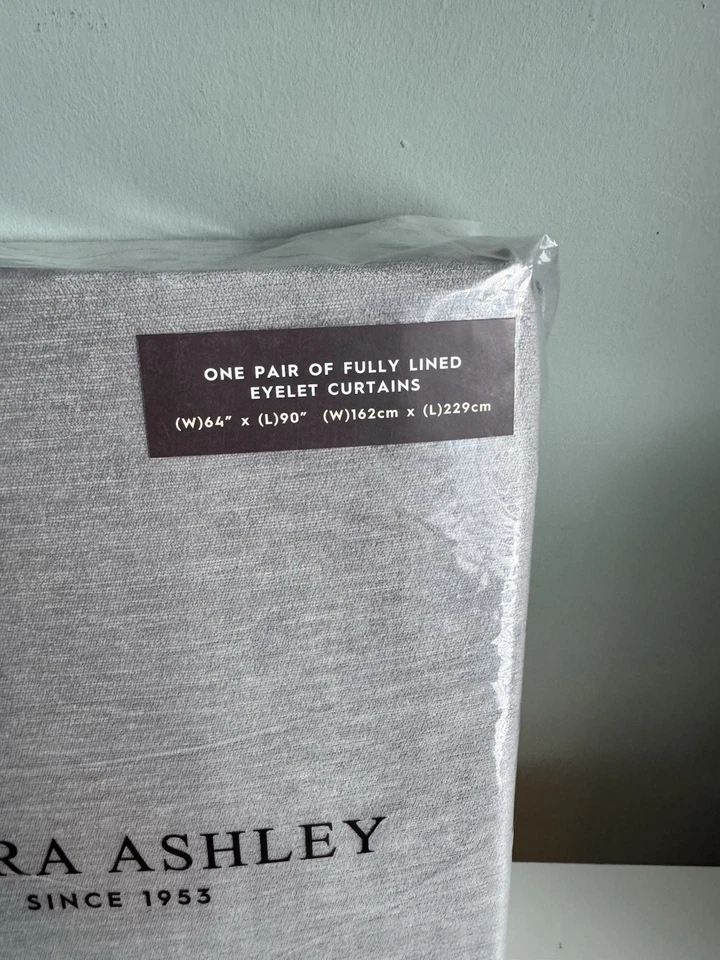 ONE PAIR OF FULLY LINED
EYELET CURTAINS
(W)64" x (L)90" (W)162cm x (L)229cm
RA ASHLEY
SINCE 1953